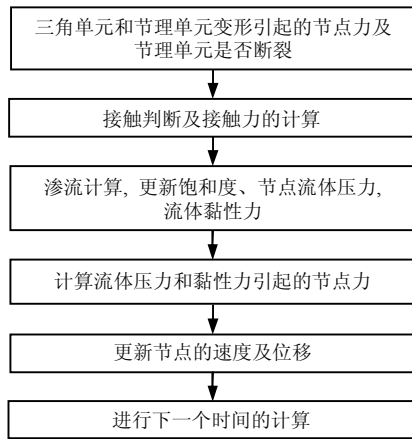 三角单元和节理单元变形引起的节点力及
节理单元是否断裂
接触判断及接触力的计算
渗流计算, 更新饱和度、节点流体压力,
流体黏性力
计算流体压力和黏性力引起的节点力
更新节点的速度及位移
进行下一个时间的计算